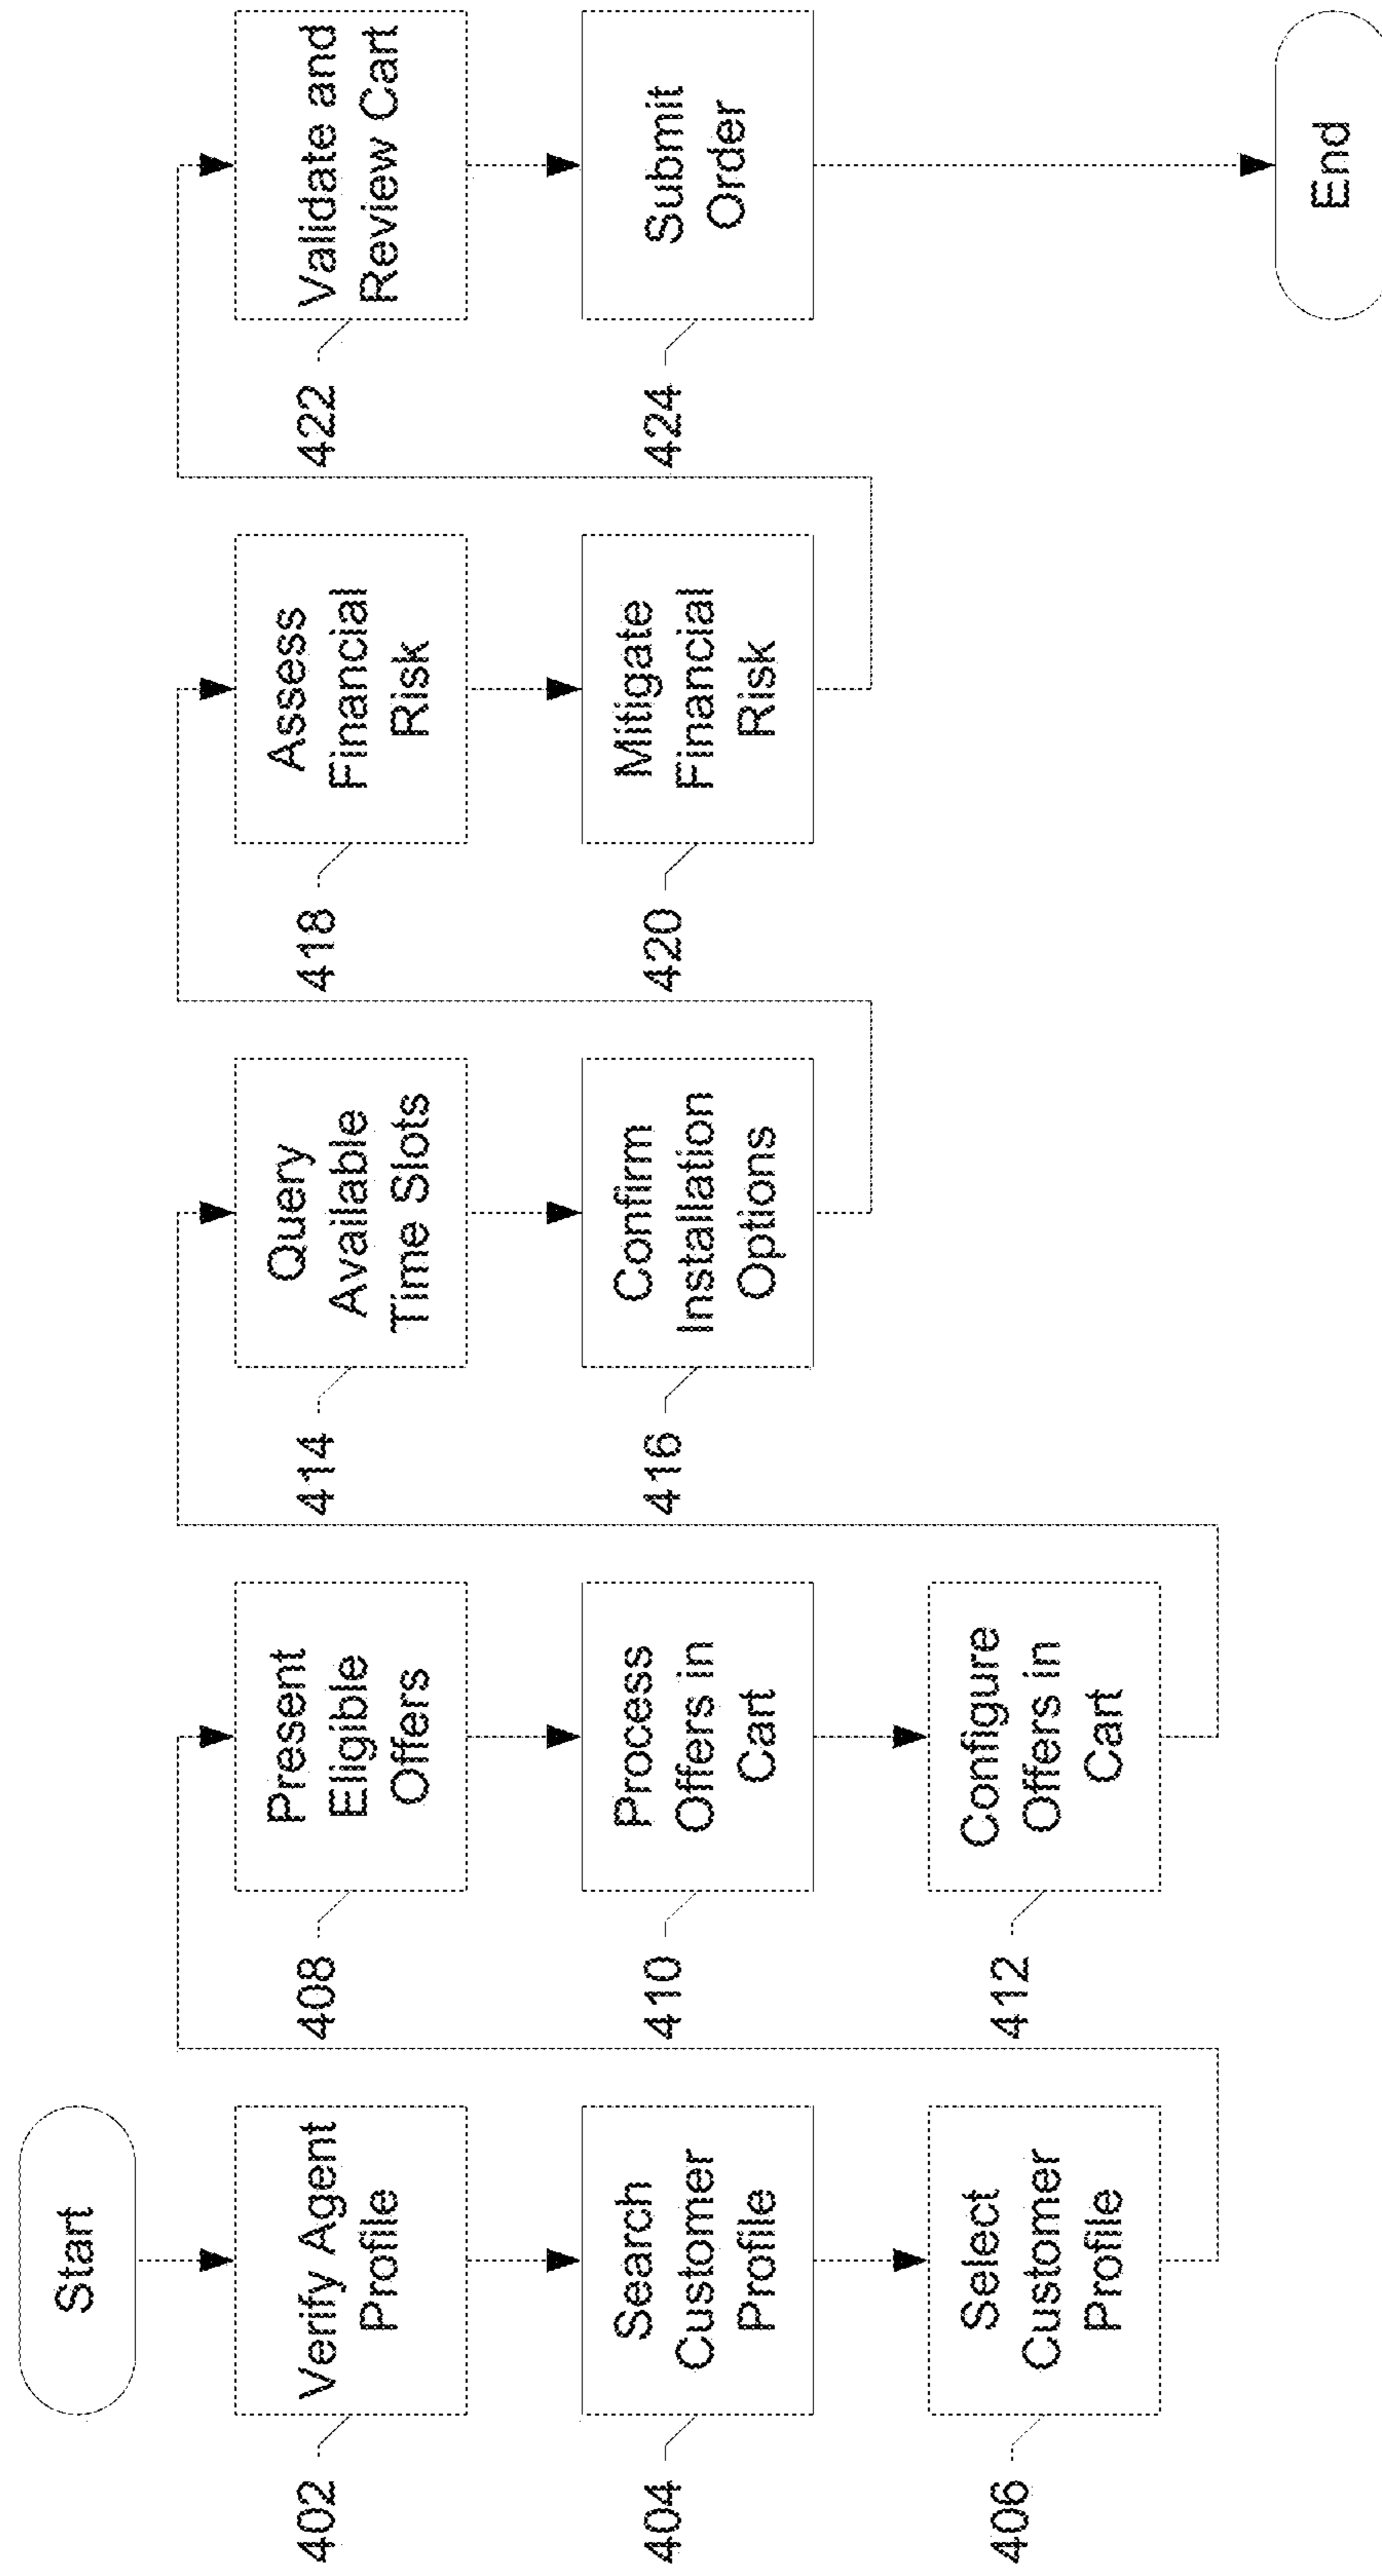 Start
402
Verify Agent
Profile
404
Search
Customer
Profile
406
Select
Customer
Profile
408
Present
Eligible
Offers
410
Process
Offers in
Cart
412
Configure
Offers in
Cart
414
Query
Available
Time Slots
416
Confirm
Installation
Options
418
Assess
Financial
Risk
420
Mitigate
Financial
Risk
422
Validate and
Review Cart
424
Submit
Order
End